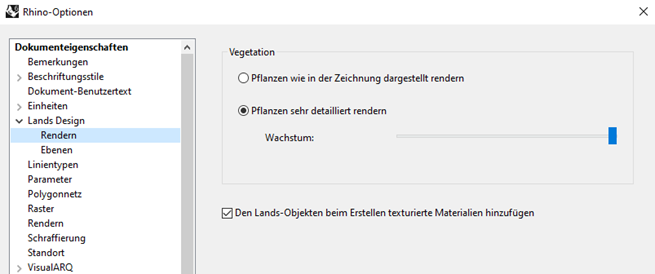 Rhino-Optionen
Dokumenteigenschaften
Bemerkungen
Beschriftungsstile
Dokument-Benutzertext
Einheiten
Lands Design
Rendern
Ebenen
Linientypen
Parameter
Polygonnetz
Raster
Rendern
Schraffierung
Standort
VisualARQ
Vegetation
Pflanzen wie in der Zeichnung dargestellt rendern
Pflanzen sehr detailliert rendern
Wachstum:
Den Lands-Objekten beim Erstellen texturierte Materialien hinzufügen